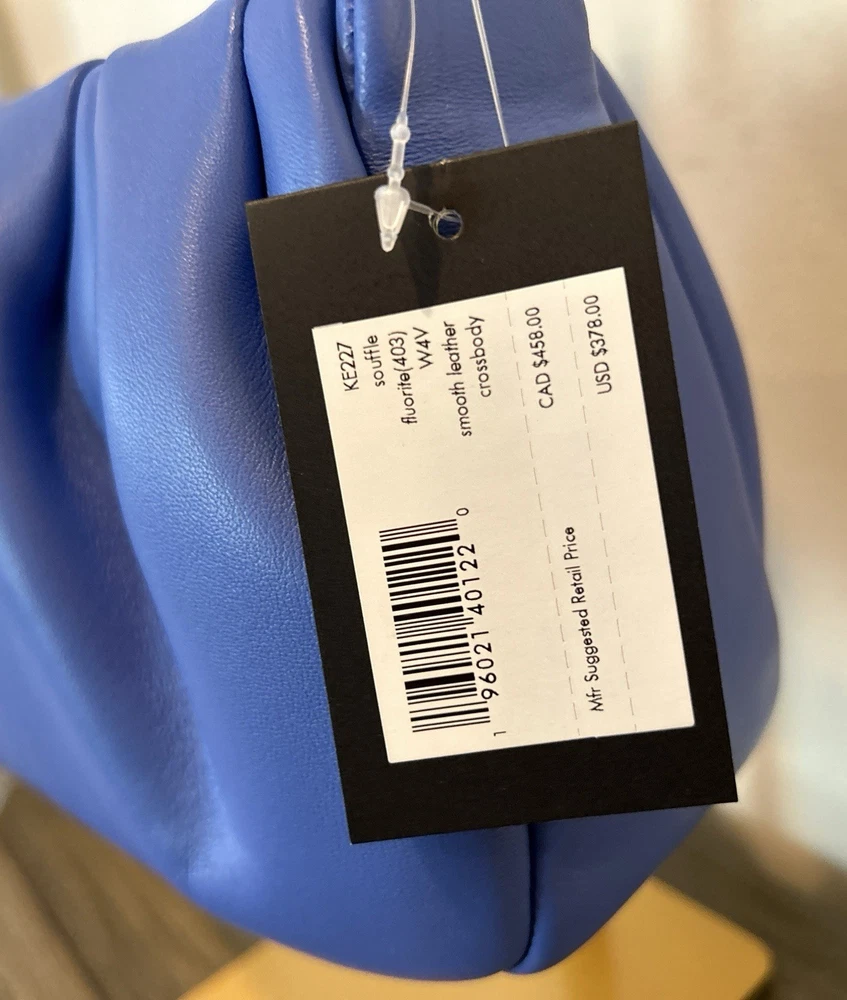 KE227
souffle
fluorite(403)
W4V
smooth leather
crossbody
1 96021 40122 0
CAD $458.00
Mfr Suggested Retail Price
USD $378.00